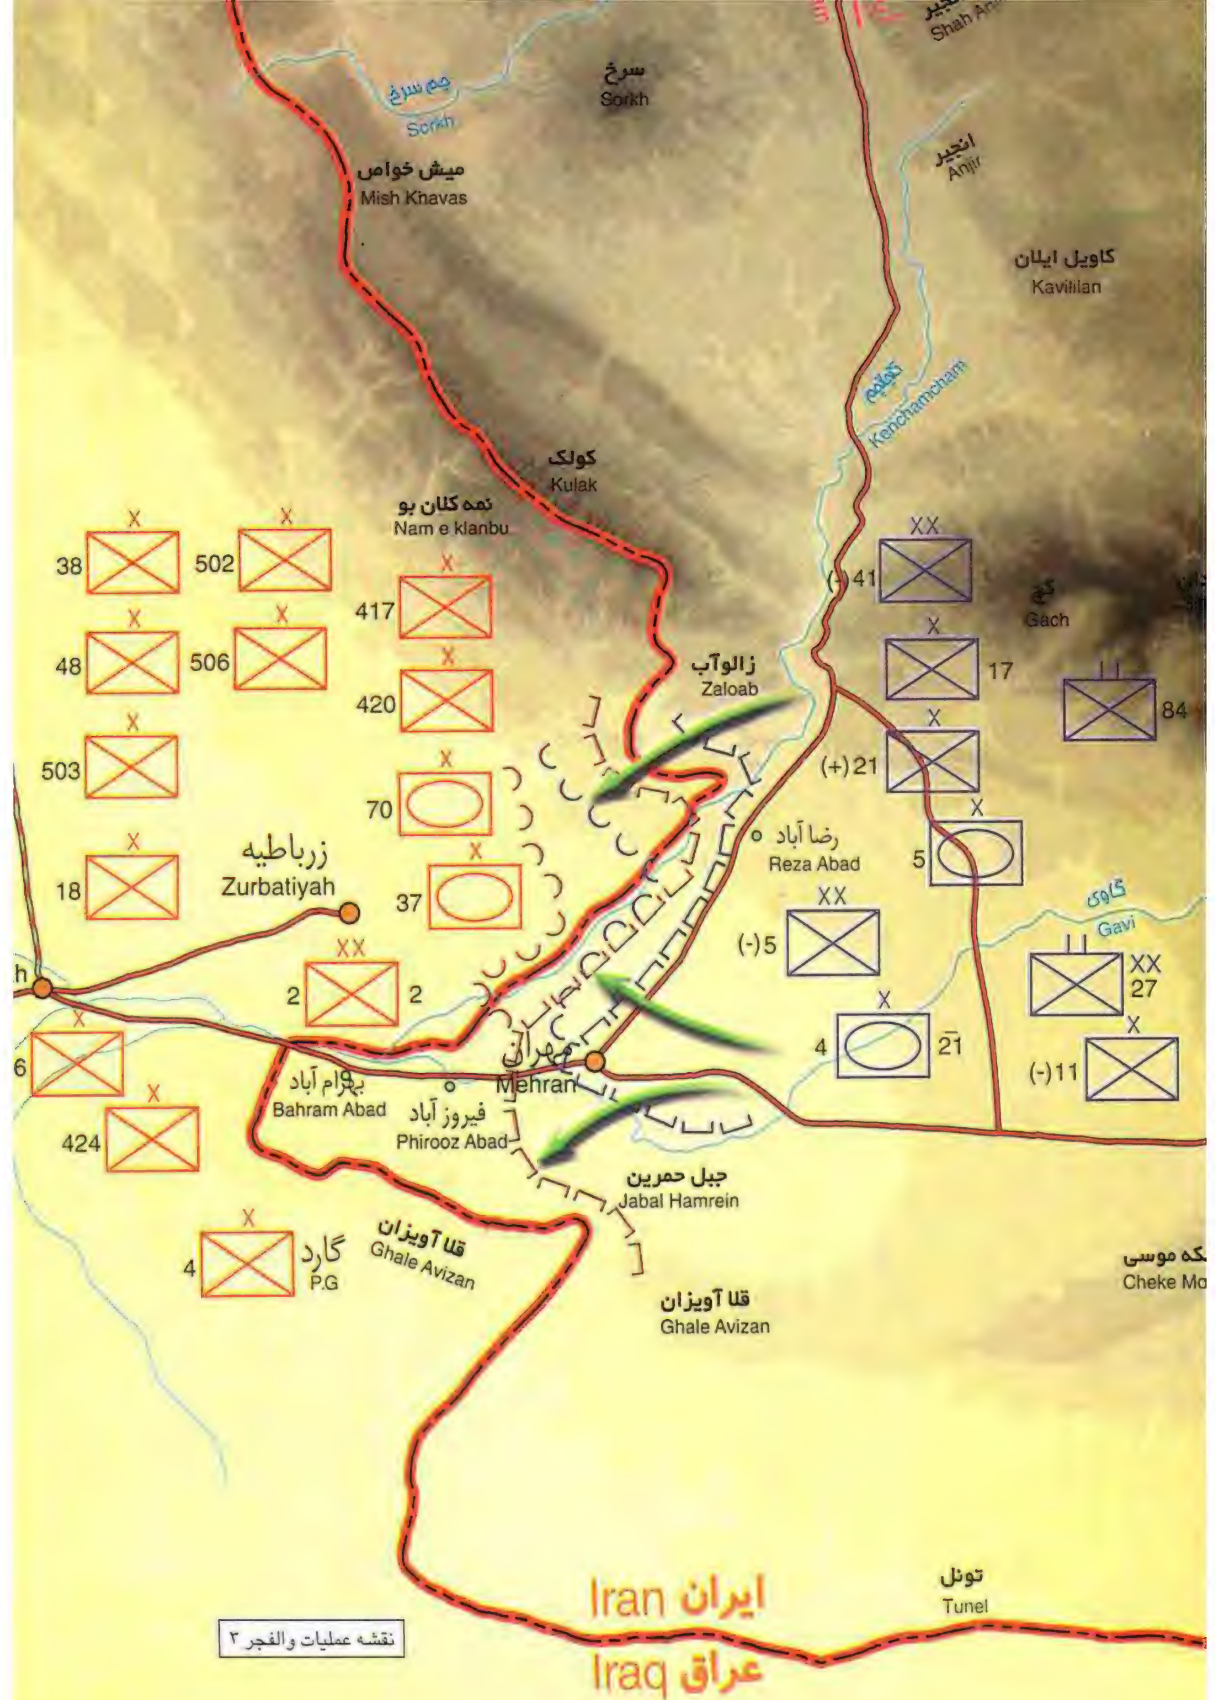 انجیر
چم سرخ
Sorkh
سرخ
Sorkh
انجیر
Anjir
میش خواص
Mish Khavas
کاویل ایلان
Kenchamcham
کولک
Kulak
نمه کلان بو
Nam e klanbu
X
38
X
502
X
417
XX
(-)41
گچ
Gach
X
48
X
506
X
420
زالوآب
Zaloab
X
17
84
X
503
X
70
X
(+)21
رضا آباد
Reza Abad
X
5
X
18
زرباطیه
Zurbatiyah
X
37
XX
(-)5
گاوی
Gavi
h
XX
2
2
XX
27
X
6
X
4
21
X
(-)11
مهران
Mehran
بهرام آباد
Bahram Abad
X
424
فیروز آباد
Phirooz Abad
جبل حمرین
Jabal Hamrein
X
4
گارد
P.G
قلا آویزان
Ghale Avizan
قلا آویزان
Ghale Avizan
که موسی
Cheke Mo
تونل
Tunel
Iran ایران
Iraq عراق
نقشه عملیات والفجر ۳